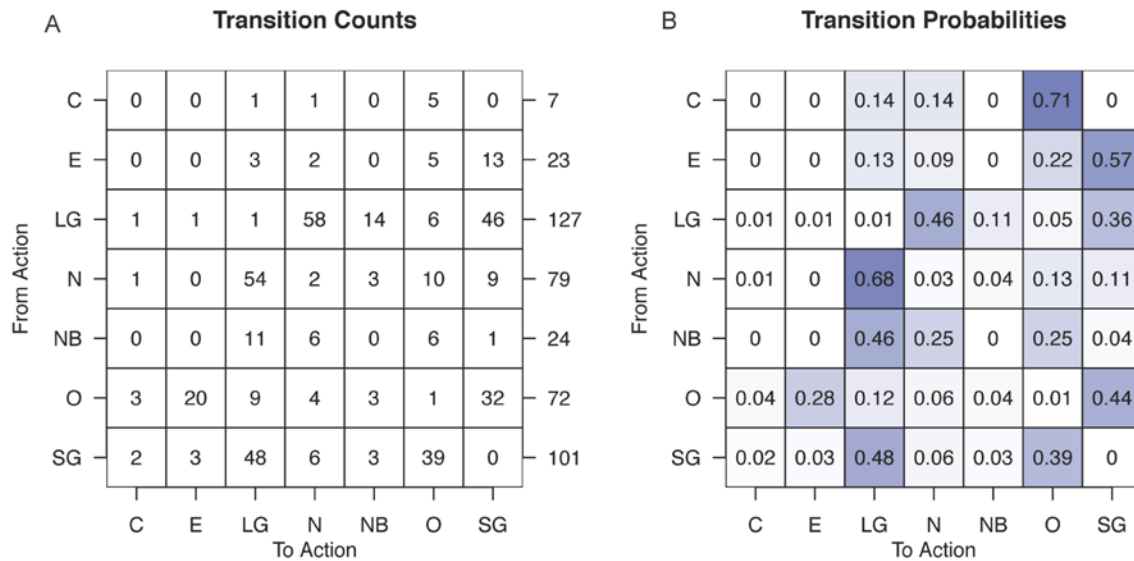 A Transition Counts
C 0 0 1 1 0 5 0 7
E 0 0 3 2 0 5 13 23
LG 1 1 1 58 14 6 46 127
N 1 0 54 2 3 10 9 79
NB 0 0 11 6 0 6 1 24
O 3 20 9 4 3 1 32 72
SG 2 3 48 6 3 39 0 101
C E LG N NB O SG
To Action
From Action
B Transition Probabilities
C 0 0 0.14 0.14 0 0.71 0
E 0 0 0.13 0.09 0 0.22 0.57
LG 0.01 0.01 0.01 0.46 0.11 0.05 0.36
N 0.01 0 0.68 0.03 0.04 0.13 0.11
NB 0 0 0.46 0.25 0 0.25 0.04
O 0.04 0.28 0.12 0.06 0.04 0.01 0.44
SG 0.02 0.03 0.48 0.06 0.03 0.39 0
C E LG N NB O SG
To Action
From Action